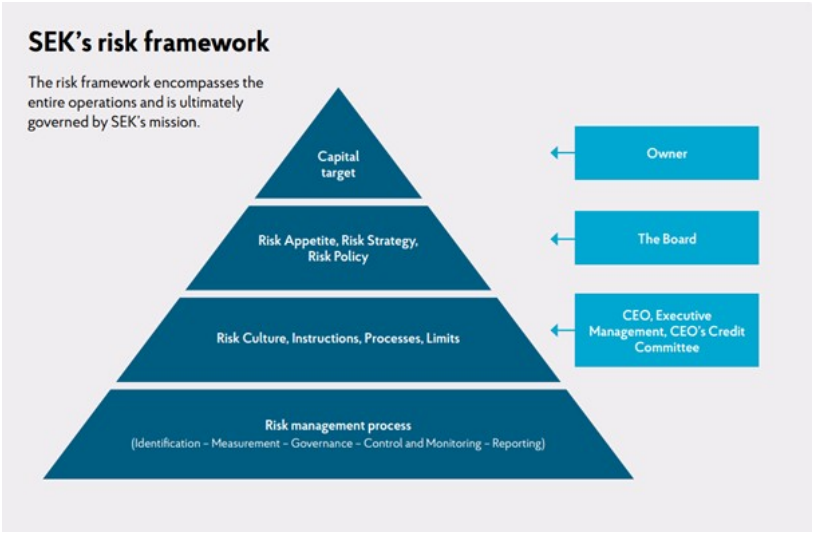 SEK's risk framework
The risk framework encompasses the
entire operations and is ultimately
governed by SEK's mission.
Capital
target
Owner
Risk Appetite, Risk Strategy,
Risk Policy
The Board
Risk Culture, Instructions, Processes, Limits
CEO, Executive
Management, CEO's Credit
Committee
Risk management process
(Identification – Measurement – Governance – Control and Monitoring – Reporting)